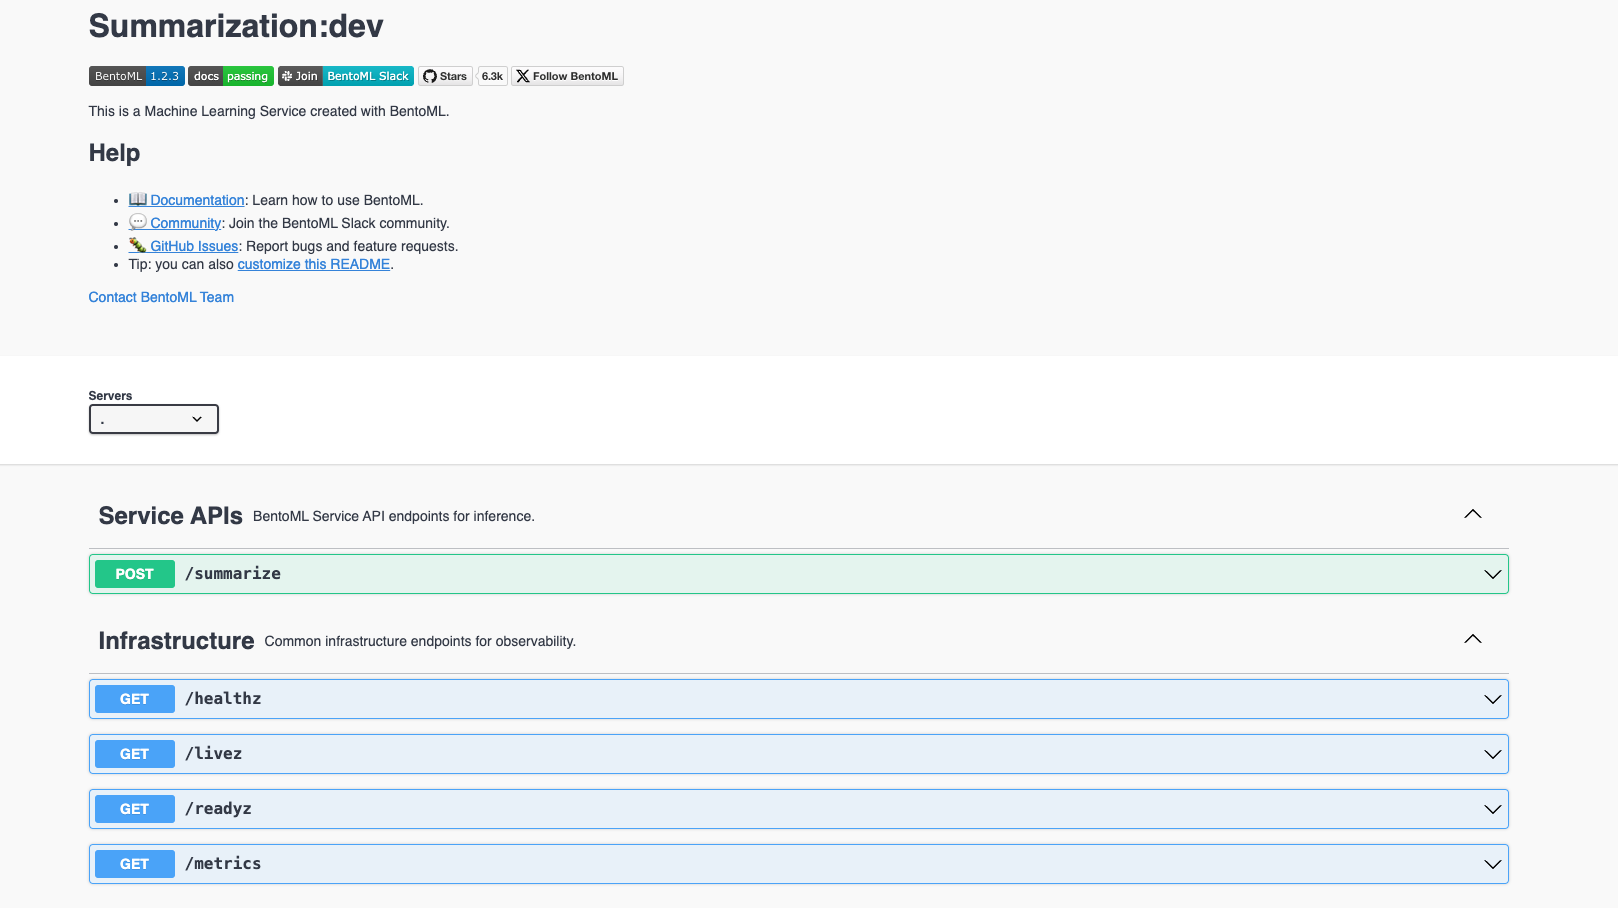 Summarization:dev
BentoML 1.2.3 docs passing Join BentoML Slack Stars 6.3k Follow BentoML
This is a Machine Learning Service created with BentoML.
Help
📖 Documentation: Learn how to use BentoML.
💬 Community: Join the BentoML Slack community.
🐛 GitHub Issues: Report bugs and feature requests.
Tip: you can also customize this README.
Contact BentoML Team
Servers
.
Service APIs BentoML Service API endpoints for inference.
POST /summarize
Infrastructure Common infrastructure endpoints for observability.
GET /healthz
GET /livez
GET /readyz
GET /metrics